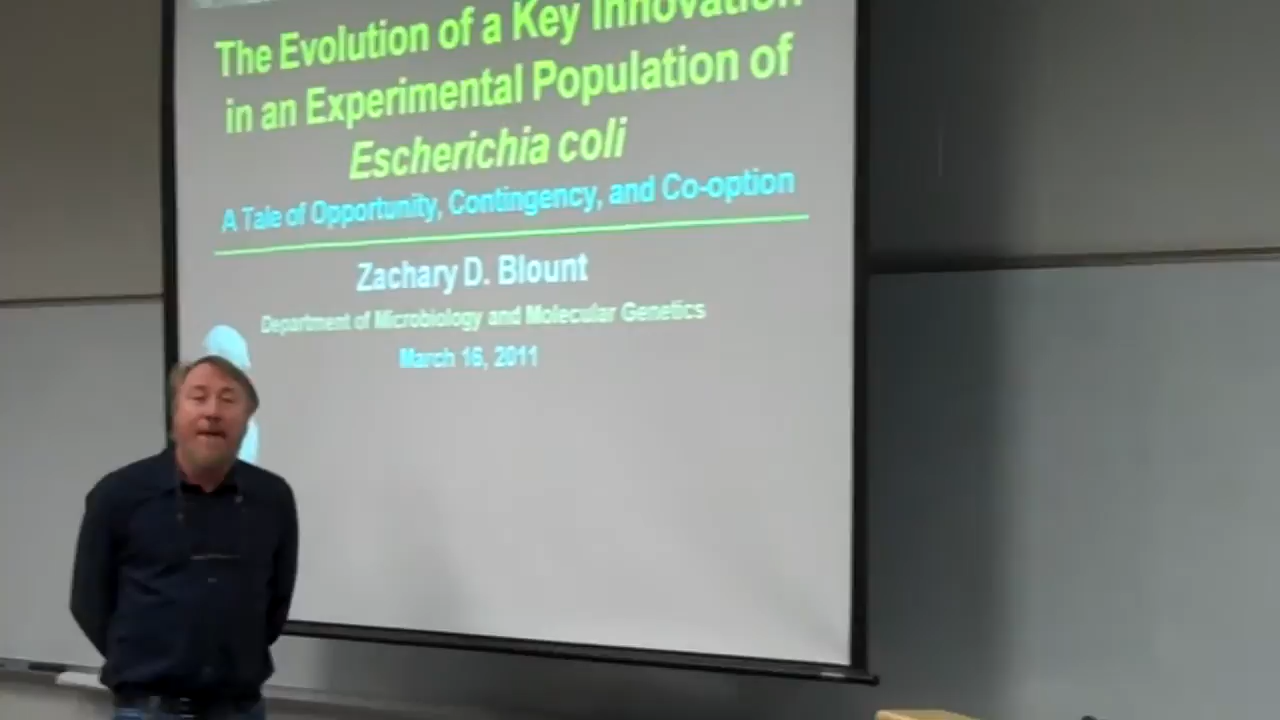 The Evolution of a Key Innovation
in an Experimental Population of
Escherichia coli
A Tale of Opportunity, Contingency, and Co-option
Zachary D. Blount
Department of Microbiology and Molecular Genetics
March 16, 2011